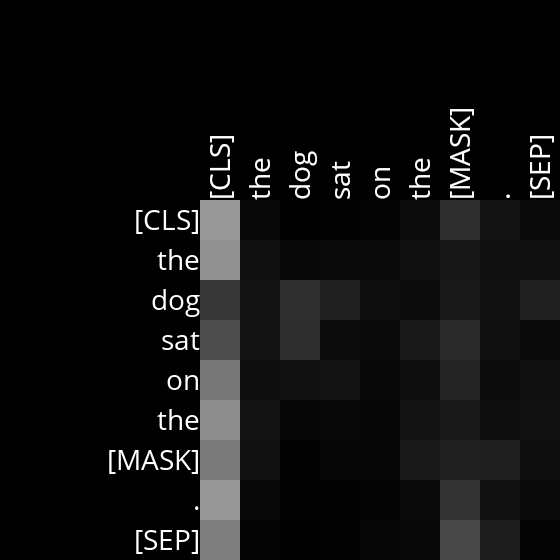 [CLS] the dog sat on the [MASK] . [SEP]
[CLS]
the
dog
sat
on
the
[MASK]
.
[SEP]